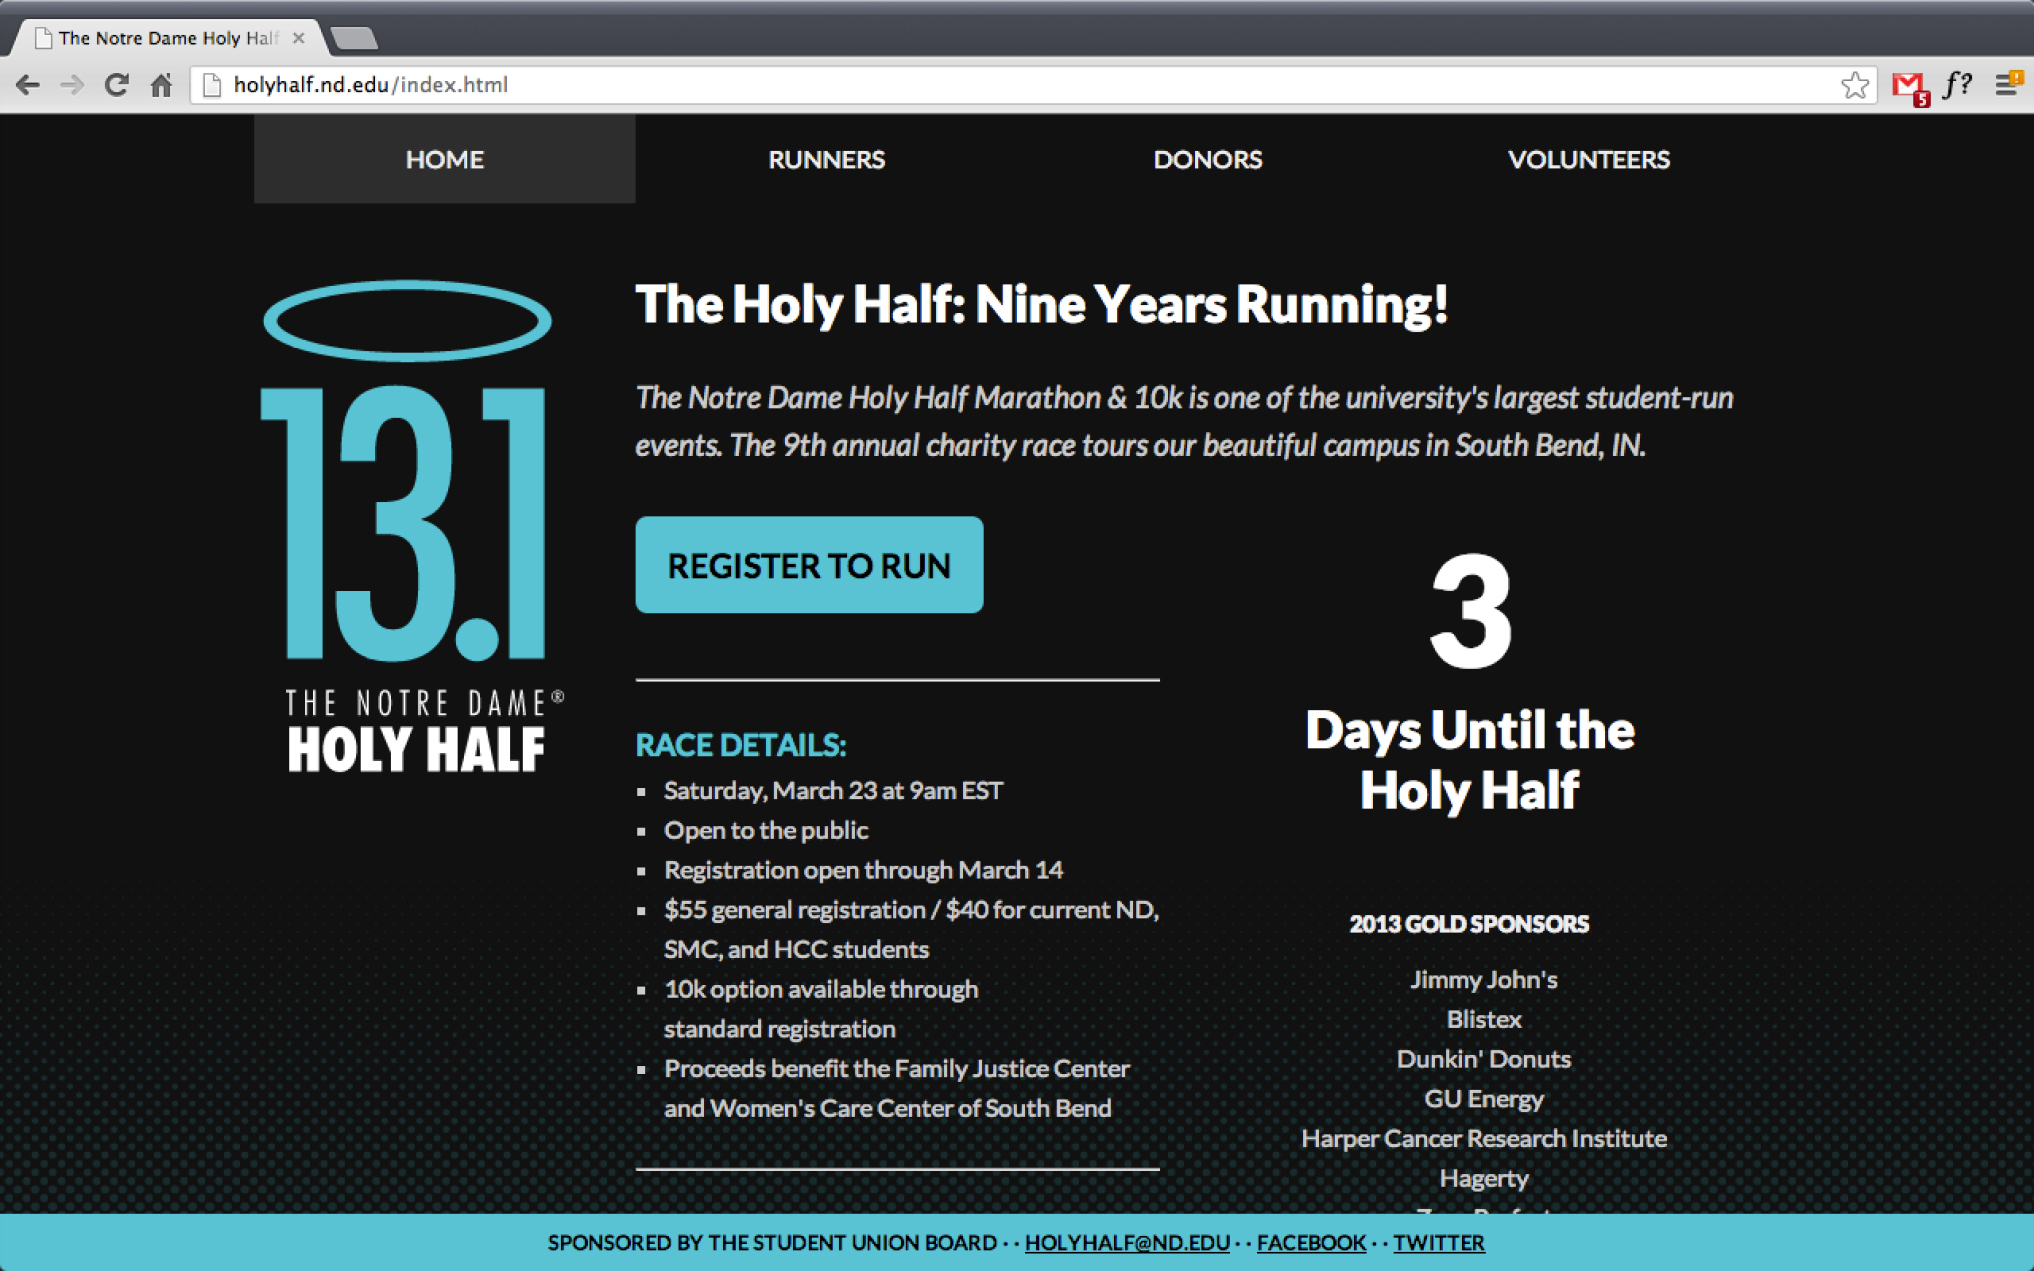 The Notre Dame Holy Half
holyhalf.nd.edu/index.html
5
f?
HOME
RUNNERS
DONORS
VOLUNTEERS
13.1
THE NOTRE DAME®
HOLY HALF
The Holy Half: Nine Years Running!
The Notre Dame Holy Half Marathon & 10k is one of the university's largest student-run
events. The 9th annual charity race tours our beautiful campus in South Bend, IN.
REGISTER TO RUN
RACE DETAILS:
Saturday, March 23 at 9am EST
Open to the public
Registration open through March 14
$55 general registration / $40 for current ND,
SMC, and HCC students
10k option available through
standard registration
Proceeds benefit the Family Justice Center
and Women's Care Center of South Bend
3
Days Until the
Holy Half
2013 GOLD SPONSORS
Jimmy John's
Blistex
Dunkin' Donuts
GU Energy
Harper Cancer Research Institute
Hagerty
SPONSORED BY THE STUDENT UNION BOARD · · HOLYHALF@ND.EDU · · FACEBOOK · · TWITTER